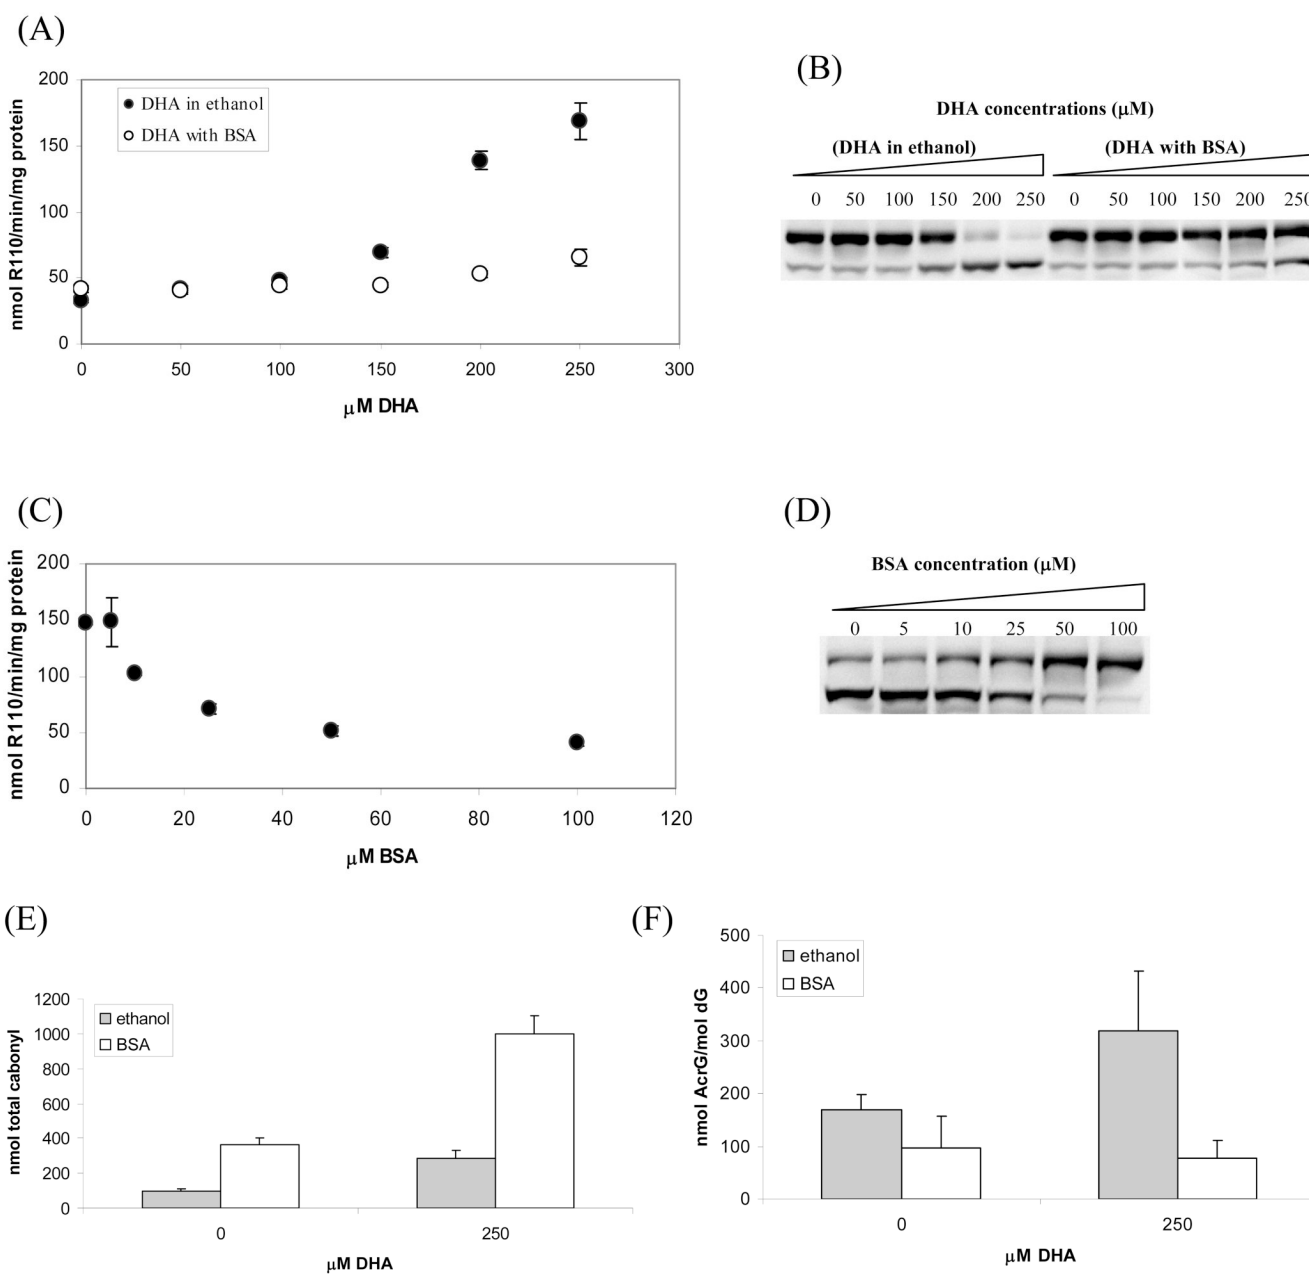 (A)
nmol R110/min/mg protein
200
150
100
50
0
DHA in ethanol
DHA with BSA
0 50 100 150 200 250 300
μM DHA
(B)
DHA concentrations (μM)
(DHA in ethanol) (DHA with BSA)
0 50 100 150 200 250 0 50 100 150 200 250
(C)
nmol R110/min/mg protein
200
150
100
50
0
0 20 40 60 80 100 120
μM BSA
(D)
BSA concentration (μM)
0 5 10 25 50 100
(E)
nmol total cabonyl
1200
1000
800
600
400
200
0
ethanol
BSA
0 250
μM DHA
(F)
nmol AcrG/mol dG
500
400
300
200
100
0
ethanol
BSA
0 250
μM DHA